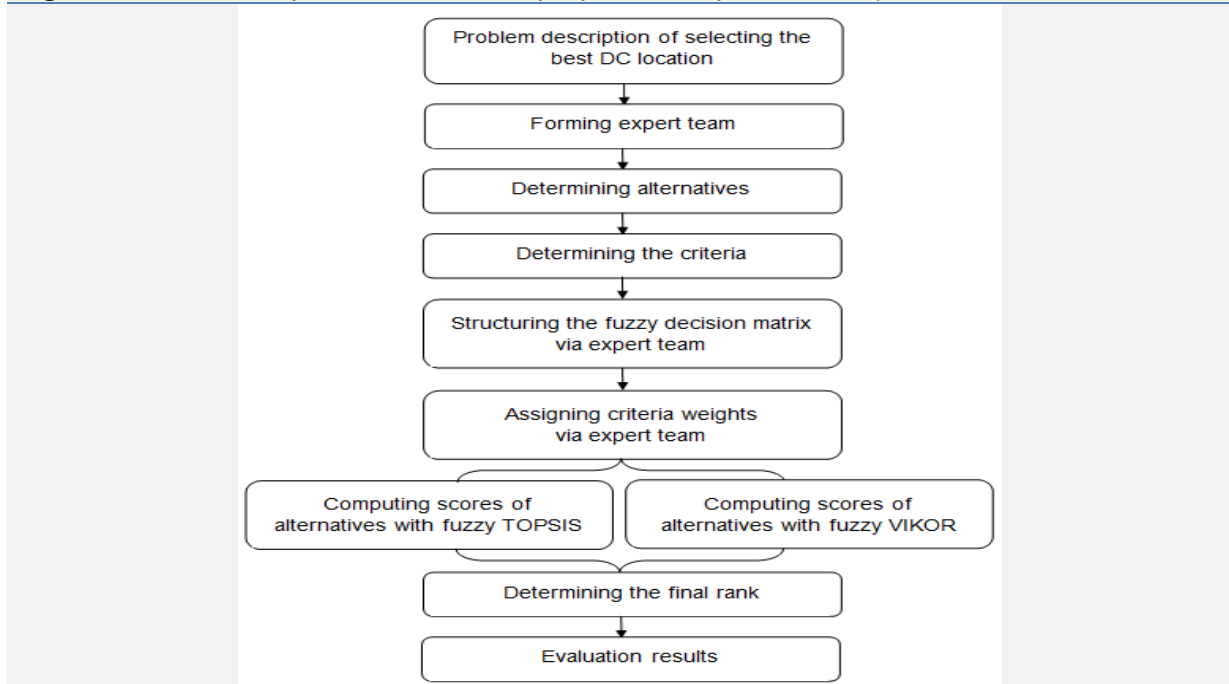 Problem description of selecting the
best DC location
Forming expert team
Determining alternatives
Determining the criteria
Structuring the fuzzy decision matrix
via expert team
Assigning criteria weights
via expert team
Computing scores of
alternatives with fuzzy TOPSIS
Computing scores of
alternatives with fuzzy VIKOR
Determining the final rank
Evaluation results